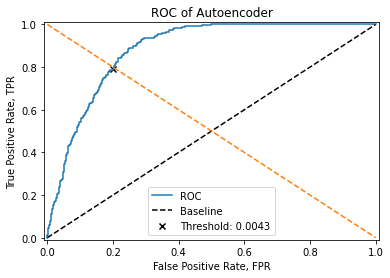 ROC of Autoencoder
True Positive Rate, TPR
1.0
0.8
0.6
0.4
0.2
0.0
ROC
Baseline
Threshold: 0.0043
0.0 0.2 0.4 0.6 0.8 1.0
False Positive Rate, FPR